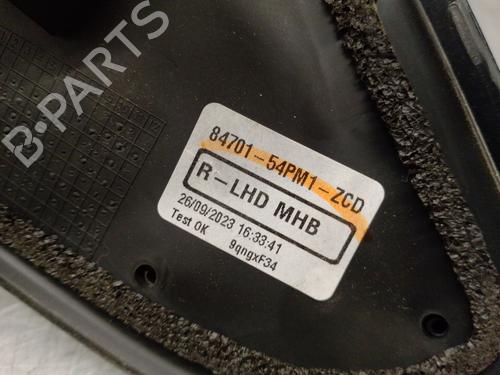 B-PARTS
84701-54PM1-ZCD
R-LHD MHB
26/09/2023 16:33:41
Test OK
9qngxF34